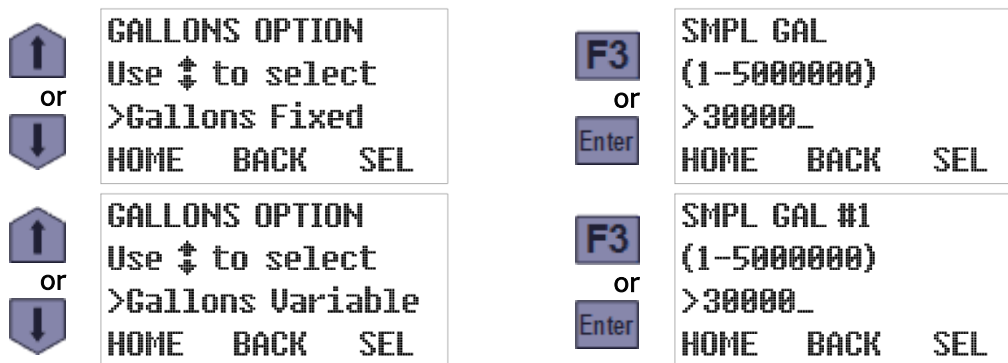 or
GALLONS OPTION
Use ↕ to select
>Gallons Fixed
HOME BACK SEL
F3
or
Enter
SMPL GAL
(1-5000000)
>30000_
HOME BACK SEL
or
GALLONS OPTION
Use ↕ to select
>Gallons Variable
HOME BACK SEL
F3
or
Enter
SMPL GAL #1
(1-5000000)
>30000_
HOME BACK SEL